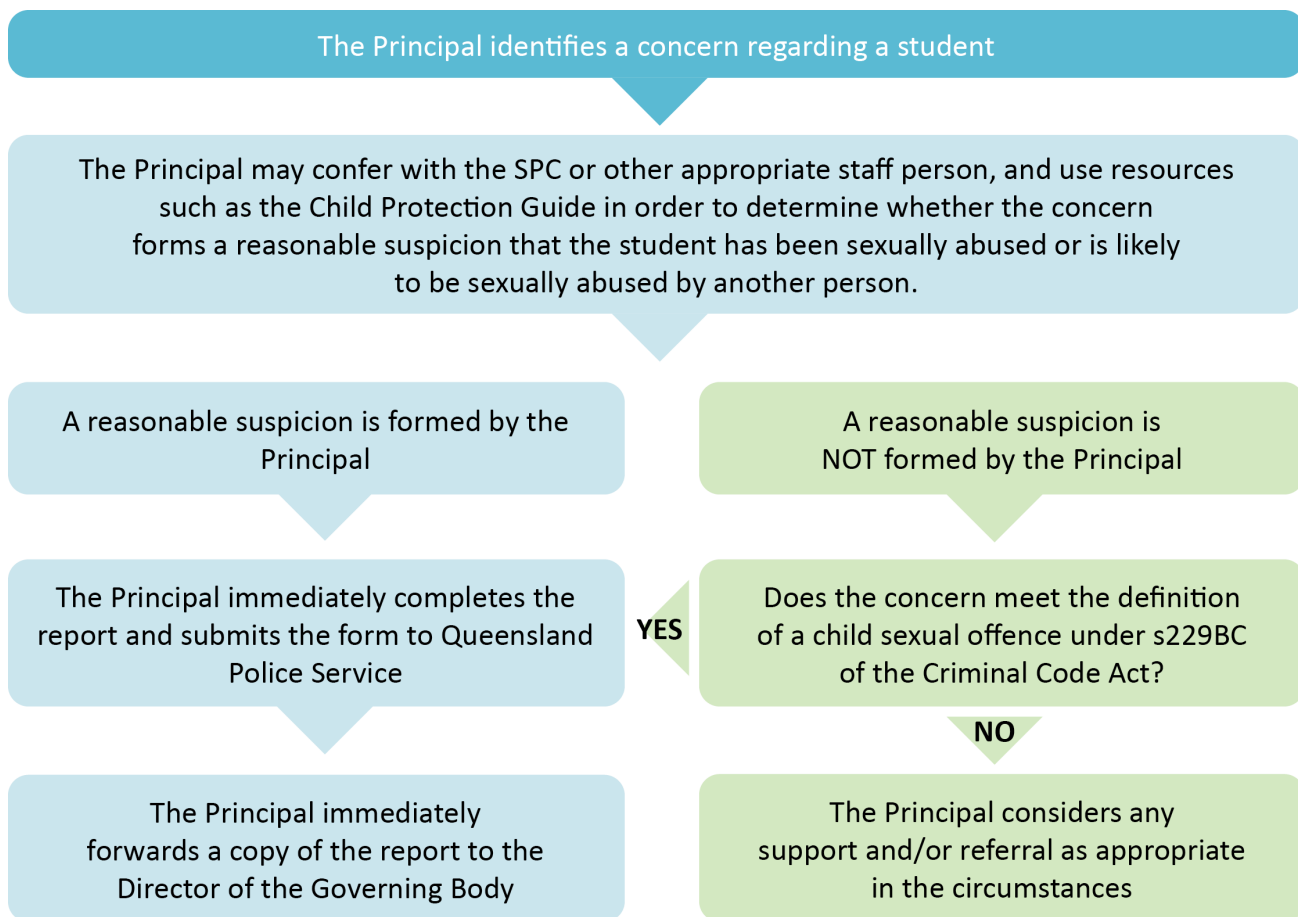 The Principal identifies a concern regarding a student
The Principal may confer with the SPC or other appropriate staff person, and use resources
such as the Child Protection Guide in order to determine whether the concern
forms a reasonable suspicion that the student has been sexually abused or is likely
to be sexually abused by another person.
A reasonable suspicion is formed by the
Principal
A reasonable suspicion is
NOT formed by the Principal
The Principal immediately completes the
report and submits the form to Queensland
Police Service
YES
Does the concern meet the definition
of a child sexual offence under s229BC
of the Criminal Code Act?
NO
The Principal immediately
forwards a copy of the report to the
Director of the Governing Body
The Principal considers any
support and/or referral as appropriate
in the circumstances